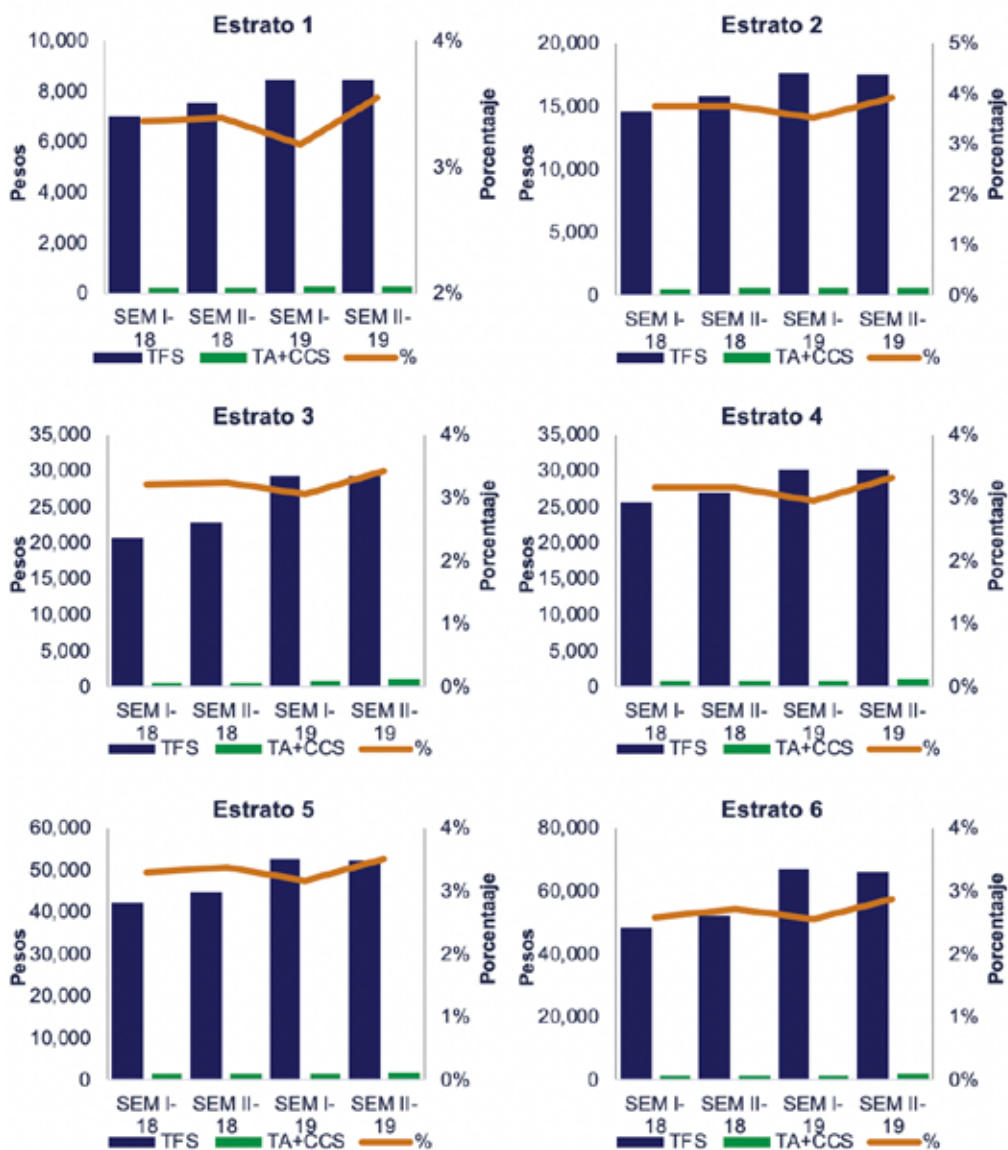 Estrato 1
Pesos
10,000
8,000
6,000
4,000
2,000
0
4%
3%
2%
Porcentaaje
SEM I- SEM II- SEM I- SEM II-
18 18 19 19
TFS TA+CCS %
Estrato 2
Pesos
20,000
15,000
10,000
5,000
0
5%
4%
3%
2%
1%
0%
Porcentaaje
SEM I- SEM II- SEM I- SEM II-
18 18 19 19
TFS TA+CCS %
Estrato 3
Pesos
35,000
30,000
25,000
20,000
15,000
10,000
5,000
0
4%
3%
2%
1%
0%
Porcentaaje
SEM I- SEM II- SEM I- SEM II-
18 18 19 19
TFS TA+CCS %
Estrato 4
Pesos
35,000
30,000
25,000
20,000
15,000
10,000
5,000
0
4%
3%
2%
1%
0%
Porcentaaje
SEM I- SEM II- SEM I- SEM II-
18 18 19 19
TFS TA+CCS %
Estrato 5
Pesos
60,000
50,000
40,000
30,000
20,000
10,000
0
4%
3%
2%
1%
0%
Porcentaaje
SEM I- SEM II- SEM I- SEM II-
18 18 19 19
TFS TA+CCS %
Estrato 6
Pesos
80,000
60,000
40,000
20,000
0
4%
3%
2%
1%
0%
Porcentaaje
SEM I- SEM II- SEM I- SEM II-
18 18 19 19
TFS TA+CCS %